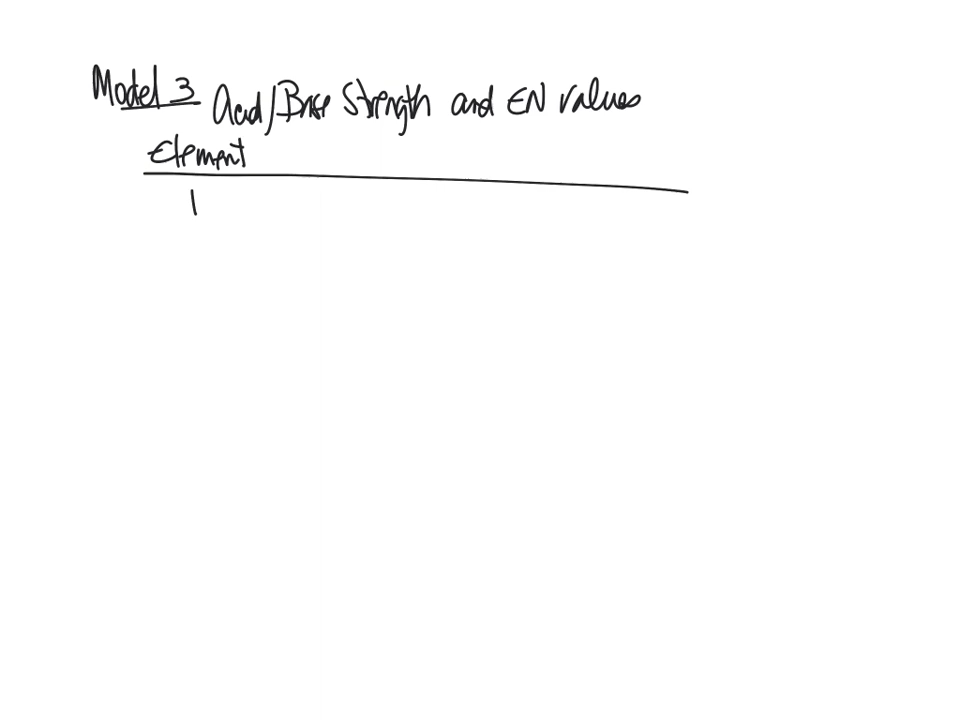 Model 3 Acid/Base Strength and EN values
Element